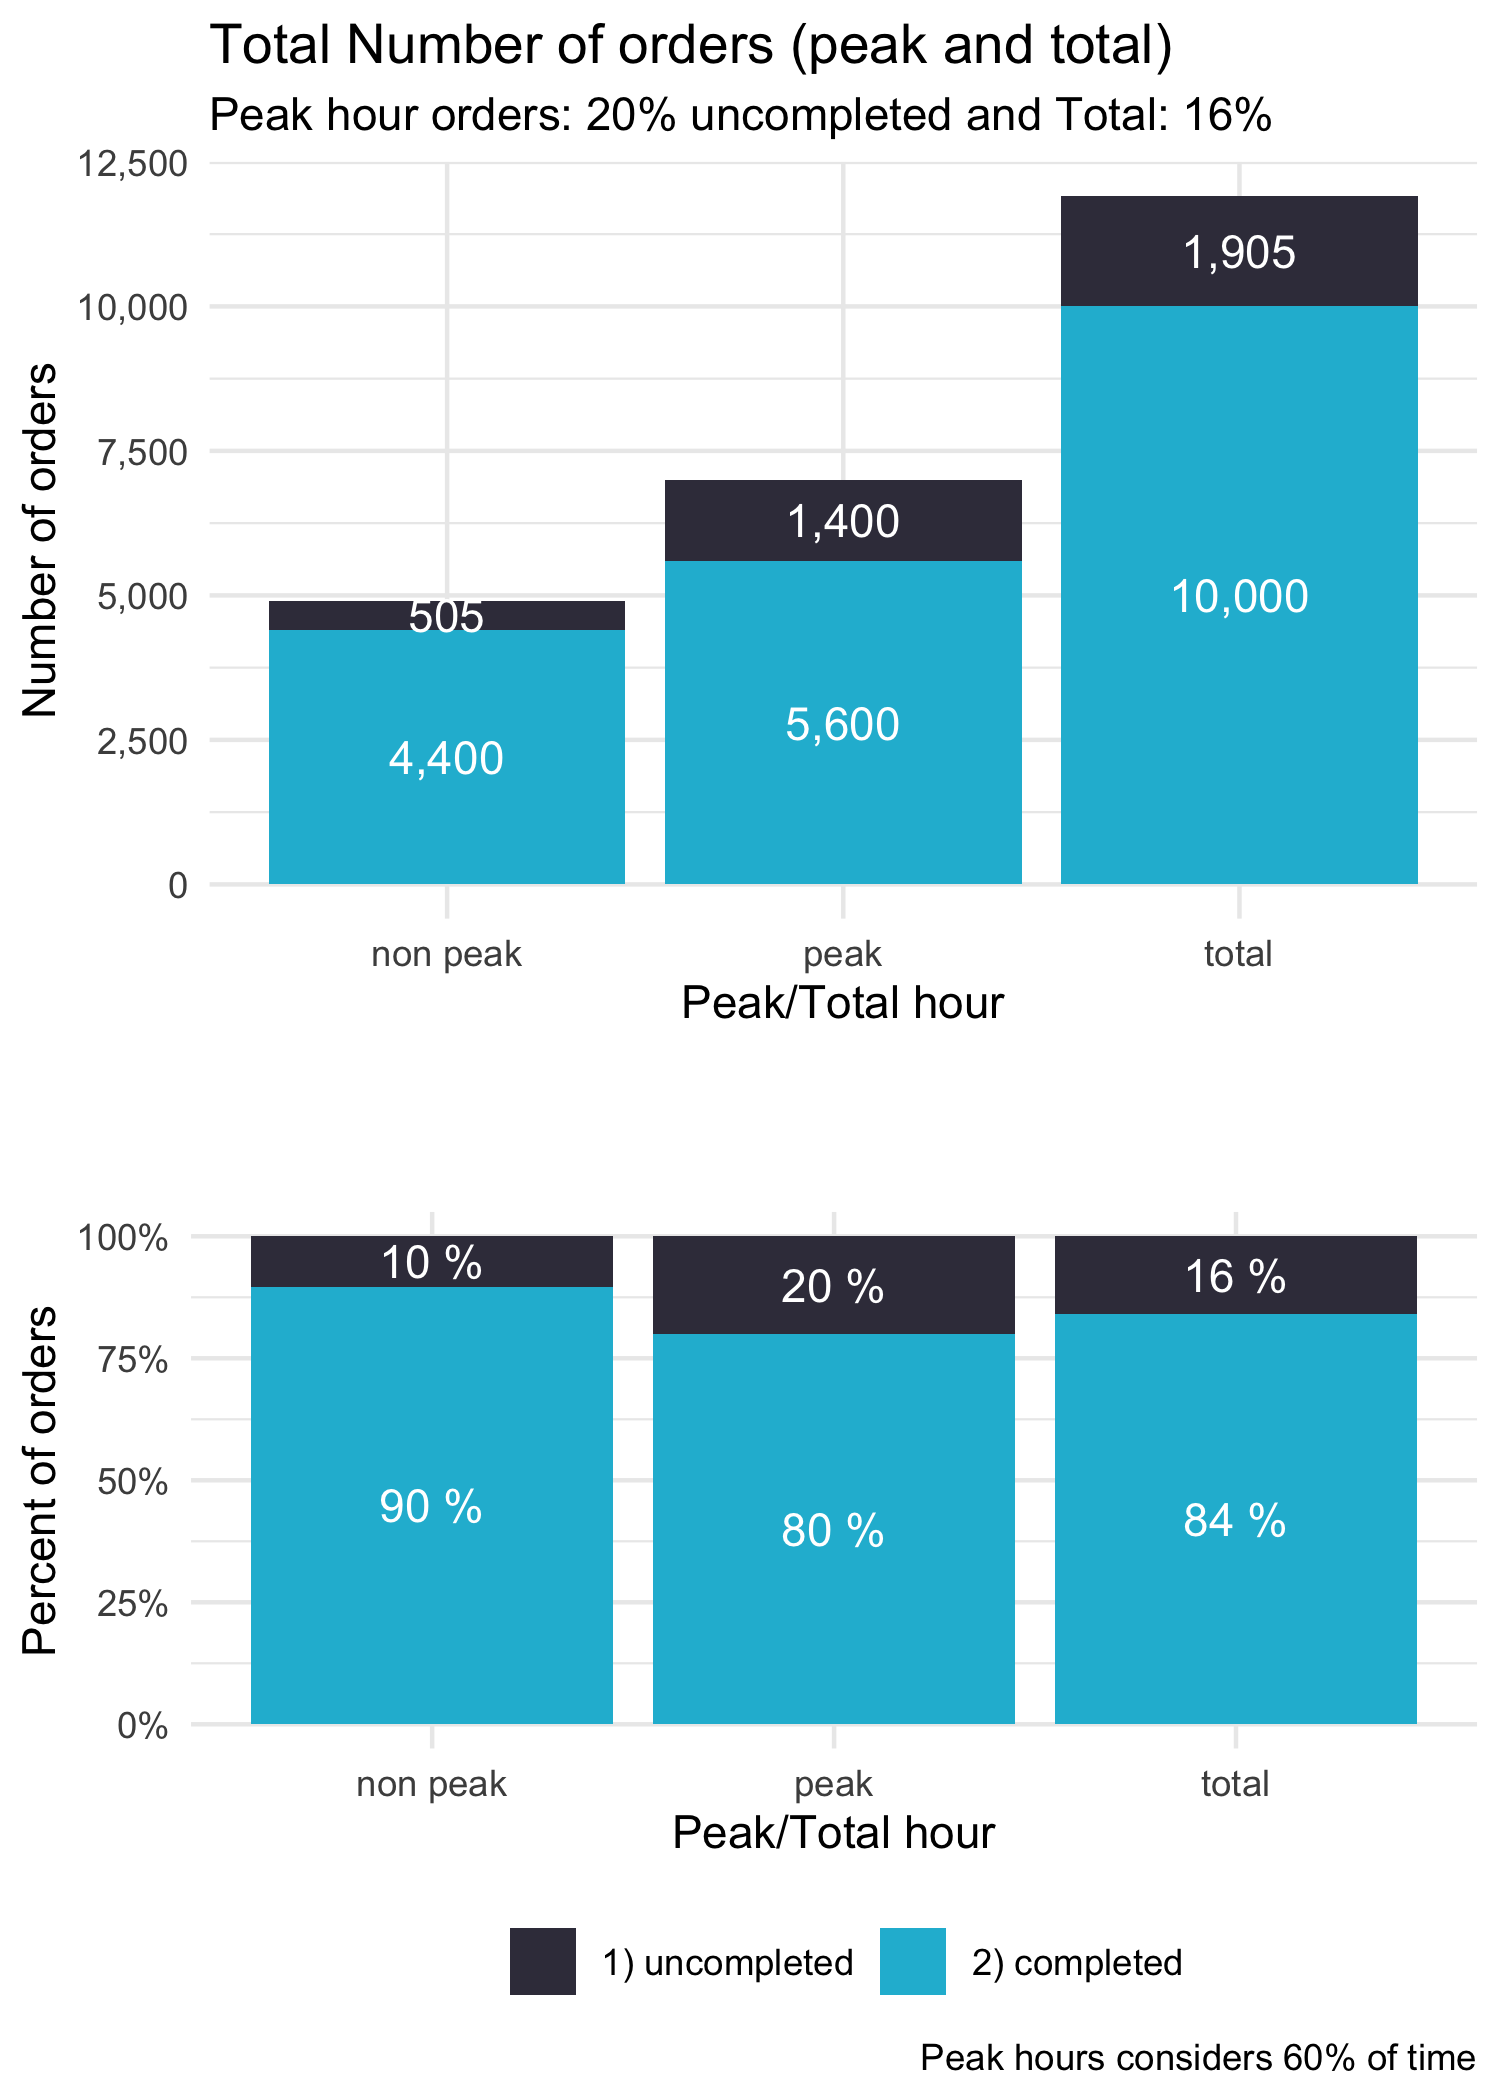 Total Number of orders (peak and total)
Peak hour orders: 20% uncompleted and Total: 16%
12,500
10,000
7,500
5,000
2,500
0
Number of orders
505
4,400
1,400
5,600
1,905
10,000
non peak
peak
total
Peak/Total hour
100%
75%
50%
25%
0%
Percent of orders
10 %
90 %
20 %
80 %
16 %
84 %
non peak
peak
total
Peak/Total hour
1) uncompleted
2) completed
Peak hours considers 60% of time